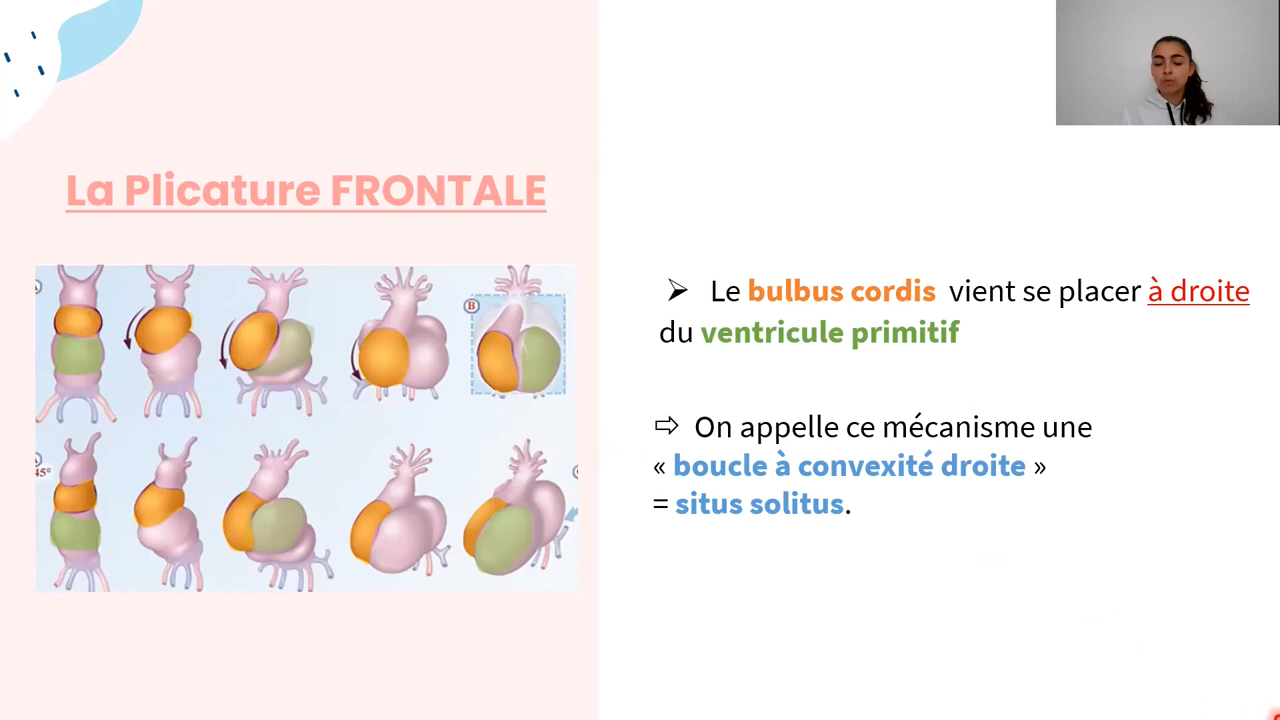 La Plicature FRONTALE
B
45°
➢ Le bulbus cordis vient se placer à droite
du ventricule primitif
⇨ On appelle ce mécanisme une
« boucle à convexité droite »
= situs solitus.